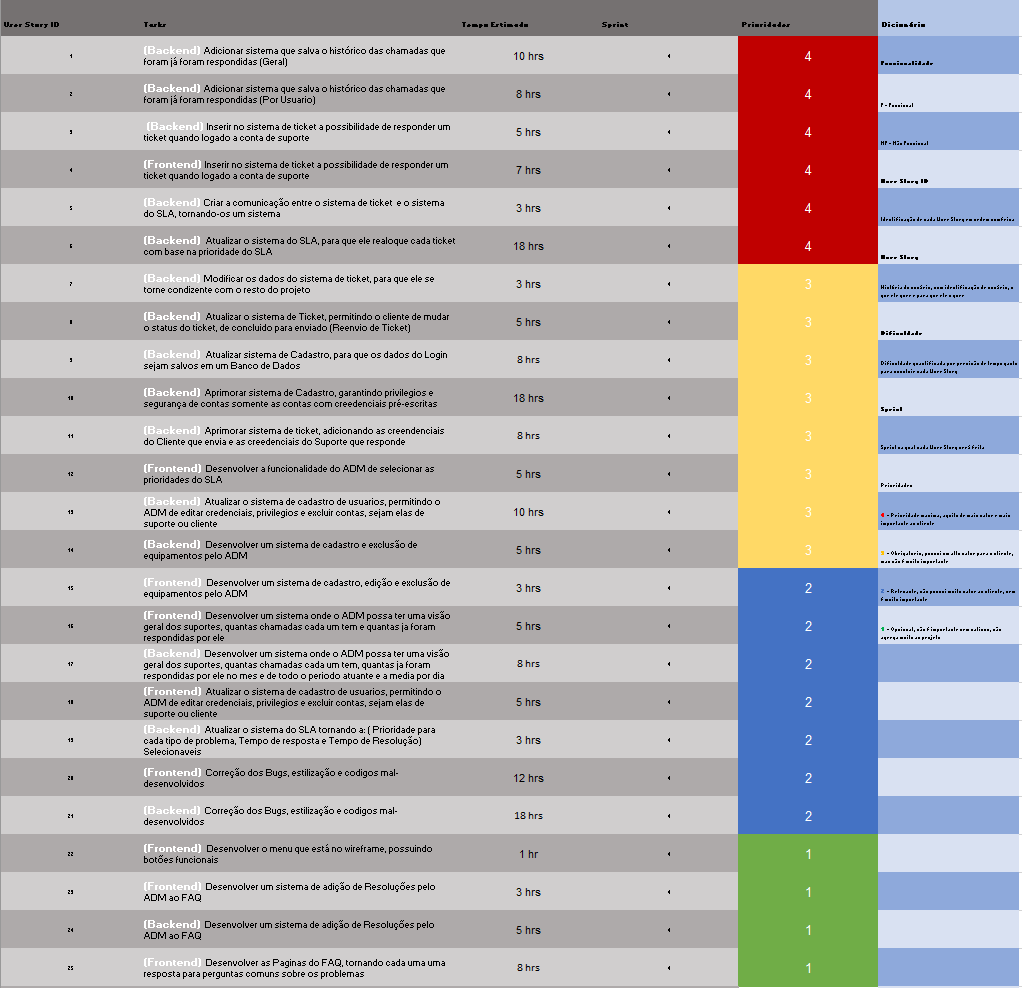 User Story ID Tasks Tempo Estimado Sprint Prioridades Dicionário
1 (Backend) Adicionar sistema que salva o histórico das chamadas que
foram já foram respondidas (Geral) 10 hrs 4 4 Funcionalidade
2 (Backend) Adicionar sistema que salva o histórico das chamadas que
foram já foram respondidas (Por Usuario) 8 hrs 4 4 F - Funcional
3 (Backend) Inserir no sistema de ticket a possibilidade de responder um
ticket quando logado a conta de suporte 5 hrs 4 4 NF - Não Funcional
4 (Frontend) Inserir no sistema de ticket a possibilidade de responder um
ticket quando logado a conta de suporte 7 hrs 4 4 User Story ID
5 (Backend) Criar a comunicação entre o sistema de ticket e o sistema
do SLA, tornando-os um sistema 3 hrs 4 4 Identificação de cada User Story em ordem numérica
6 (Backend) Atualizar o sistema do SLA, para que ele realoque cada ticket
com base na prioridade do SLA 18 hrs 4 4 User Story
7 (Backend) Modificar os dados do sistema de ticket, para que ele se
torne condizente com o resto do projeto 3 hrs 4 3 História do usuário, com identificação do usuário, o
que ele quer e para que ele quer
8 (Backend) Atualizar o sistema de Ticket, permitindo o cliente de mudar
o status do ticket, de concluido para enviado (Reenvio de Ticket) 5 hrs 4 3 Dificuldade
9 (Backend) Atualizar sistema de Cadastro, para que os dados do Login
sejam salvos em um Banco de Dados 8 hrs 4 3 Dificuldade quantificada por previsão de tempo gasto
para concluir cada User Story
10 (Backend) Aprimorar sistema de Cadastro, garantindo privilegios e
segurança de contas somente as contas com creedenciais pré-escritas 18 hrs 4 3 Sprint
11 (Backend) Aprimorar sistema de ticket, adicionando as creendenciais
do Cliente que envia e as creedenciais do Suporte que responde 8 hrs 4 3 Sprint na qual cada User Story será feita
12 (Frontend) Desenvolver a funcionalidade do ADM de selecionar as
prioridades do SLA 5 hrs 4 3 Prioridades
13 (Backend) Atualizar o sistema de cadastro de usuarios, permitindo o
ADM de editar credenciais, privilegios e excluir contas, sejam elas de
suporte ou cliente 10 hrs 4 3 4 - Prioridade maxima, aquilo de maio valor e mais
importante ao cliente
14 (Backend) Desenvolver um sistema de cadastro e exclusão de
equipamentos pelo ADM 5 hrs 4 3 3 - Obrigatorio, possui um alto valor para o cliente,
mas não é muito importante
15 (Frontend) Desenvolver um sistema de cadastro, edição e exclusão de
equipamentos pelo ADM 3 hrs 4 2 2 - Relevante, não possui muito valor ao cliente, nem
é muito importante
16 (Frontend) Desenvolver um sistema onde o ADM possa ter uma visão
geral dos suportes, quantas chamadas cada um tem e quantas ja foram
respondidas por ele 5 hrs 4 2 1 - Opcional, não é importante nem valioso, não
agrega muito ao projeto
17 (Backend) Desenvolver um sistema onde o ADM possa ter uma visão
geral dos suportes, quantas chamadas cada um tem, quantas ja foram
respondidas por ele no mes e de todo o periodo atuante e a media por dia 8 hrs 4 2
18 (Frontend) Atualizar o sistema de cadastro de usuarios, permitindo o
ADM de editar credenciais, privilegios e excluir contas, sejam elas de
suporte ou cliente 5 hrs 4 2
19 (Backend) Atualizar o sistema do SLA tornando a: ( Prioridade para
cada tipo de problema, Tempo de resposta e Tempo de Resolução)
Selecionaveis 3 hrs 4 2
20 (Frontend) Correção dos Bugs, estilização e codigos mal-
desenvolvidos 12 hrs 4 2
21 (Backend) Correção dos Bugs, estilização e codigos mal-
desenvolvidos 18 hrs 4 2
22 (Frontend) Desenvolver o menu que está no wireframe, possuindo
botões funcionais 1 hr 4 1
23 (Frontend) Desenvolver um sistema de adição de Resoluções pelo
ADM ao FAQ 3 hrs 4 1
24 (Backend) Desenvolver um sistema de adição de Resoluções pelo
ADM ao FAQ 5 hrs 4 1
25 (Frontend) Desenvolver as Paginas do FAQ, tornando cada uma uma
resposta para perguntas comuns sobre os problemas 8 hrs 4 1